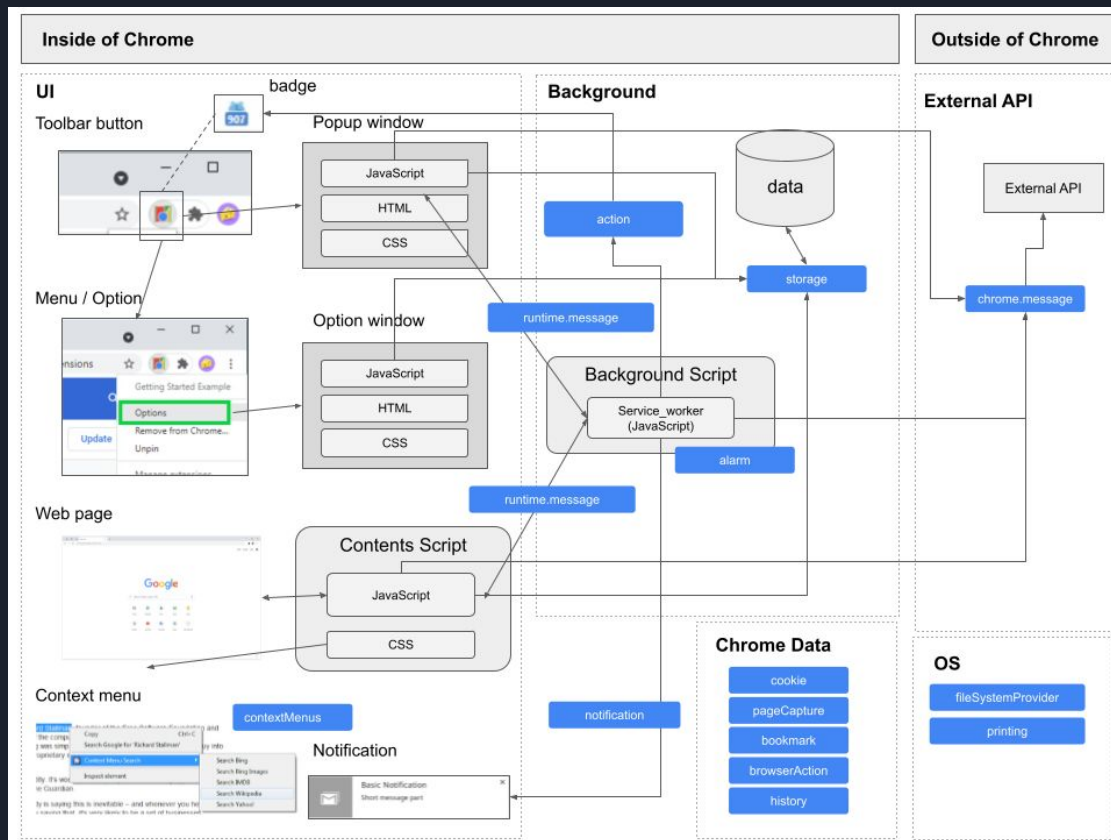 Inside of Chrome
Outside of Chrome
UI
badge
907
Toolbar button
Popup window
JavaScript
HTML
CSS
Menu / Option
ensions
Getting Started Example
Options
Remove from Chrome...
Unpin
Manage extensions
Update
Option window
JavaScript
HTML
CSS
Web page
Google
Contents Script
JavaScript
CSS
Context menu
contextMenus
Copy Ctrl-C
Search Google for 'Richard Stallman'
Context Menu Search
Inspect element
Search Bing
Search Bing Images
Search IMDB
Search Wikipedia
Search Yahoo!
Notification
Basic Notification
Short message part
Background
action
data
storage
runtime.message
Background Script
Service_worker
(JavaScript)
alarm
runtime.message
notification
Chrome Data
cookie
pageCapture
bookmark
browserAction
history
External API
External API
chrome.message
OS
fileSystemProvider
printing